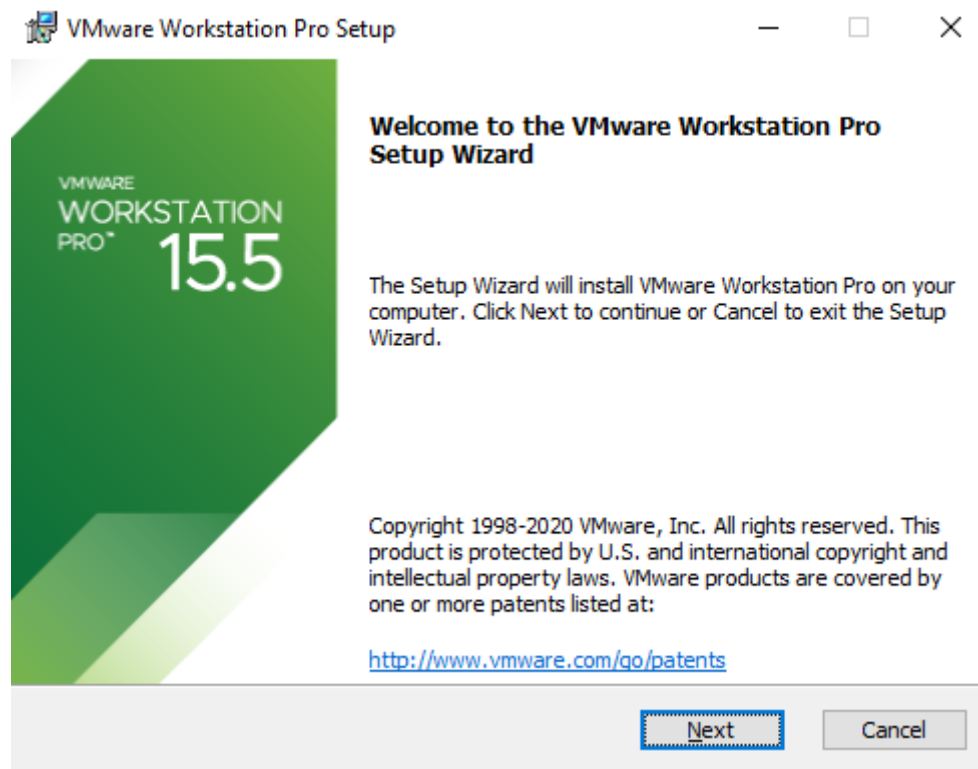 VMware Workstation Pro Setup
VMWARE
WORKSTATION
PRO™ 15.5
Welcome to the VMware Workstation Pro
Setup Wizard
The Setup Wizard will install VMware Workstation Pro on your
computer. Click Next to continue or Cancel to exit the Setup
Wizard.
Copyright 1998-2020 VMware, Inc. All rights reserved. This
product is protected by U.S. and international copyright and
intellectual property laws. VMware products are covered by
one or more patents listed at:
http://www.vmware.com/go/patents
Next Cancel